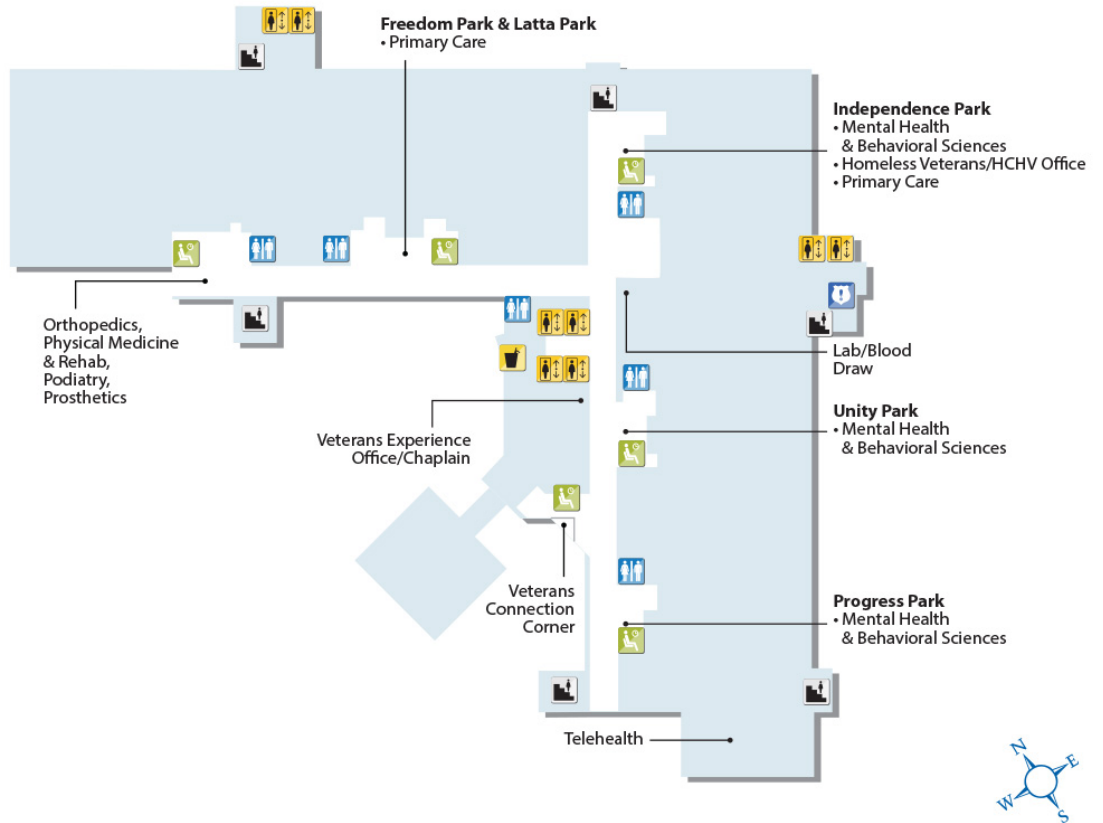 Freedom Park & Latta Park
• Primary Care
Independence Park
• Mental Health
& Behavioral Sciences
• Homeless Veterans/HCHV Office
• Primary Care
Orthopedics,
Physical Medicine
& Rehab,
Podiatry,
Prosthetics
Lab/Blood
Draw
Veterans Experience
Office/Chaplain
Unity Park
• Mental Health
& Behavioral Sciences
Veterans
Connection
Corner
Progress Park
• Mental Health
& Behavioral Sciences
Telehealth
N
E
W
S